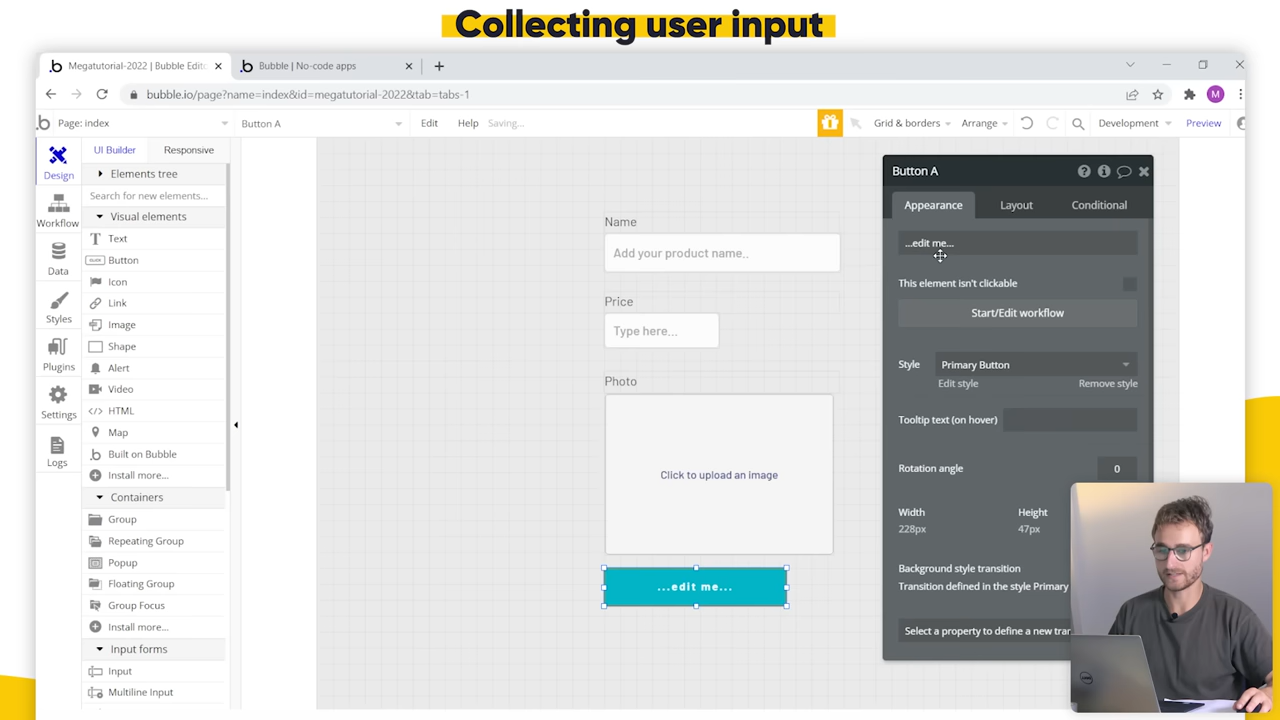 Collecting user input
Megatutorial-2022 | Bubble Edito
Bubble | No-code apps
bubble.io/page?name=index&id=megatutorial-2022&tab=tabs-1
M
Page: index
Button A
Edit
Help
Saving...
Grid & borders
Arrange
Development
Preview
Design
Workflow
Data
Styles
Plugins
Settings
Logs
UI Builder
Responsive
Elements tree
Search for new elements...
Visual elements
Text
Button
Icon
Link
Image
Shape
Alert
Video
HTML
Map
Built on Bubble
Install more...
Containers
Group
Repeating Group
Popup
Floating Group
Group Focus
Install more...
Input forms
Input
Multiline Input
Name
Add your product name..
Price
Type here...
Photo
Click to upload an image
...edit me...
Button A
Appearance
Layout
Conditional
...edit me...
This element isn't clickable
Start/Edit workflow
Style
Primary Button
Edit style
Remove style
Tooltip text (on hover)
Rotation angle
0
Width
Height
228px
47px
Background style transition
Transition defined in the style Primary
Select a property to define a new tran